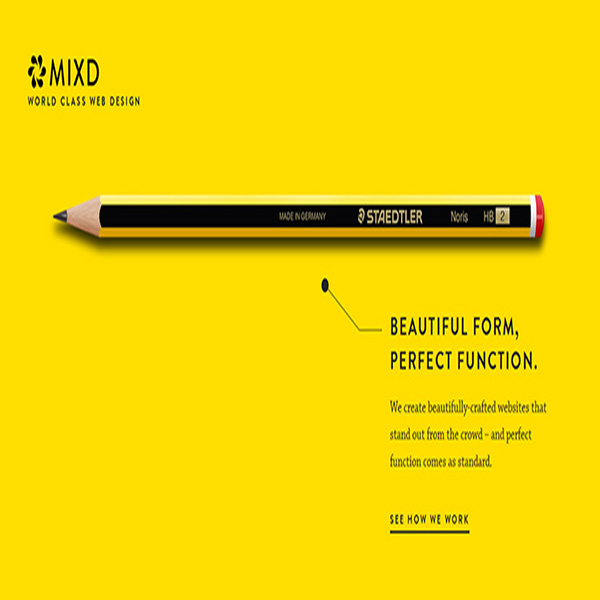 MIXD
WORLD CLASS WEB DESIGN
MADE IN GERMANY STAEDTLER Noris HB 2
BEAUTIFUL FORM,
PERFECT FUNCTION.
We create beautifully-crafted websites that
stand out from the crowd – and perfect
function comes as standard.
SEE HOW WE WORK